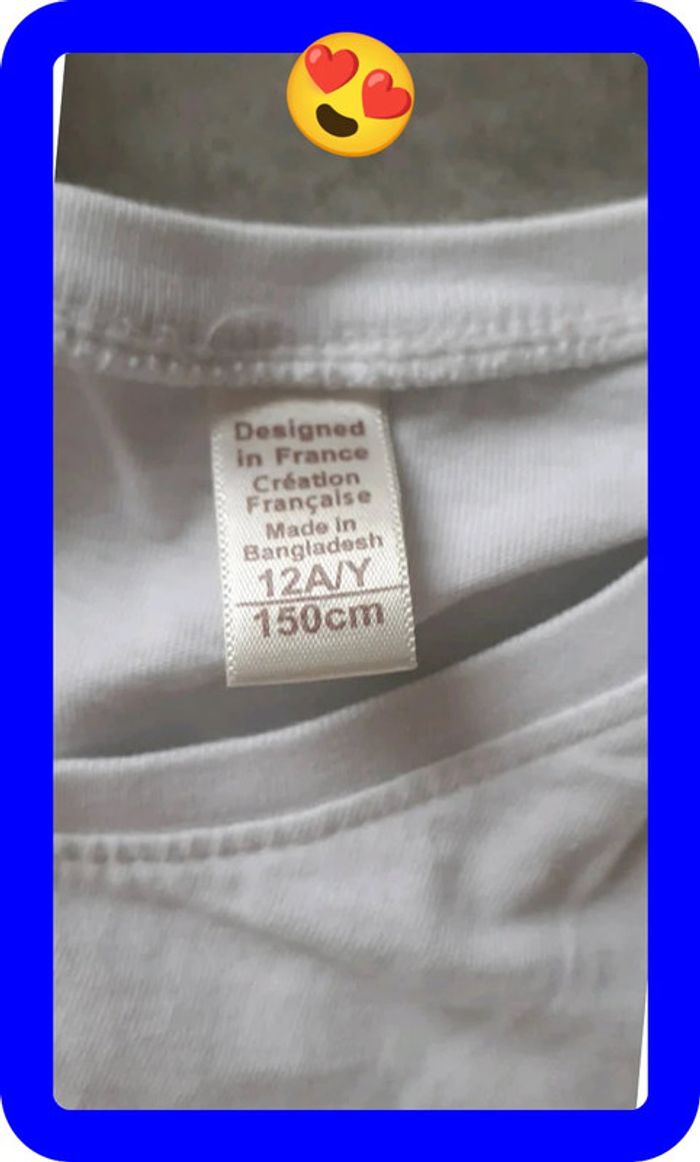 Designed
in France
Création
Française
Made in
Bangladesh
12A/Y
150cm